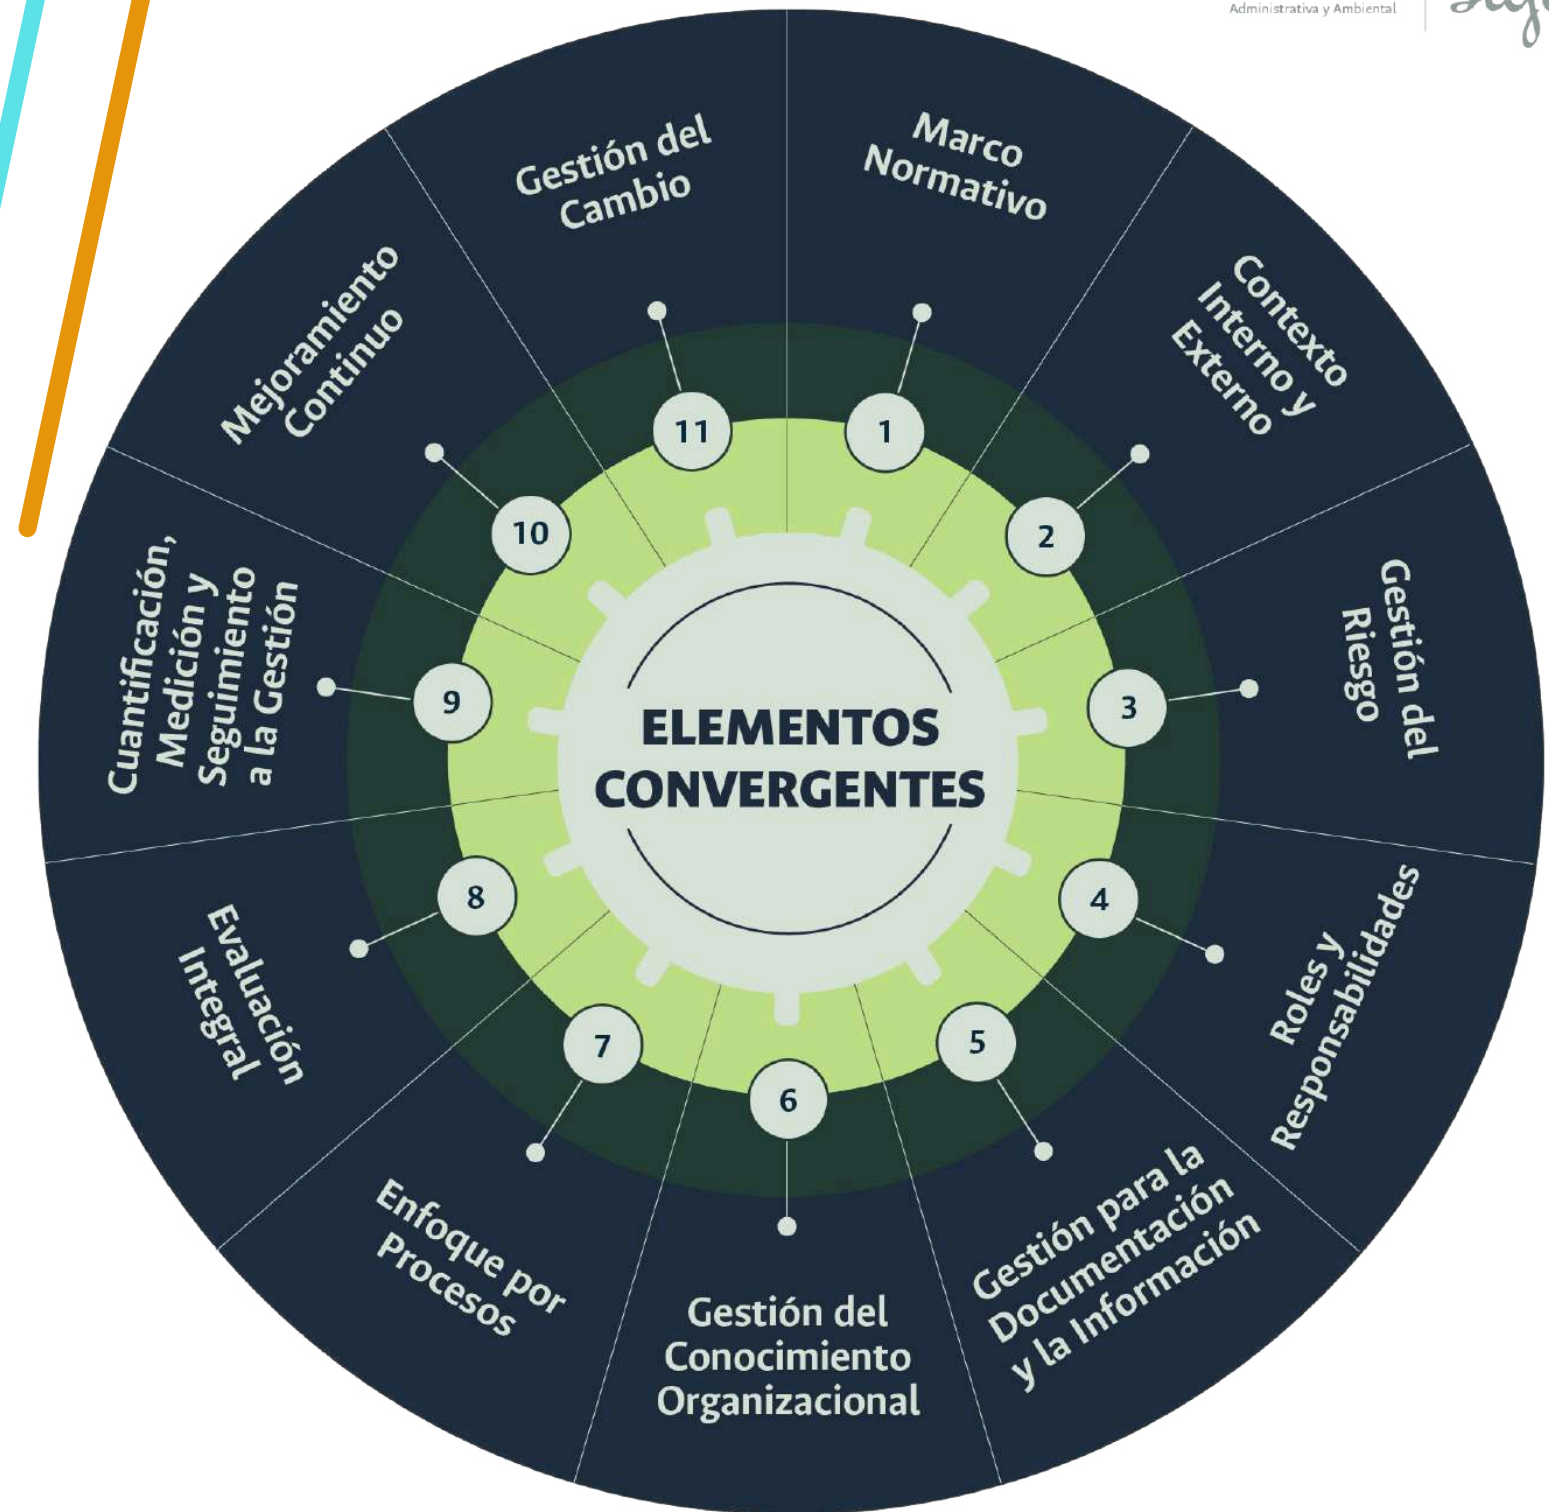 Administrativa y Ambiental
Gestión del
Cambio
Marco
Normativo
Contexto
Interno y
Externo
Gestión del
Riesgo
Roles y
Responsabilidades
Gestión para la
Documentación
y la Información
Gestión del
Conocimiento
Organizacional
Enfoque por
Procesos
Evaluación
Integral
Cuantificación,
Medición y
Seguimiento
a la Gestión
Mejoramiento
Continuo
11
1
2
3
4
5
6
7
8
9
10
ELEMENTOS
CONVERGENTES